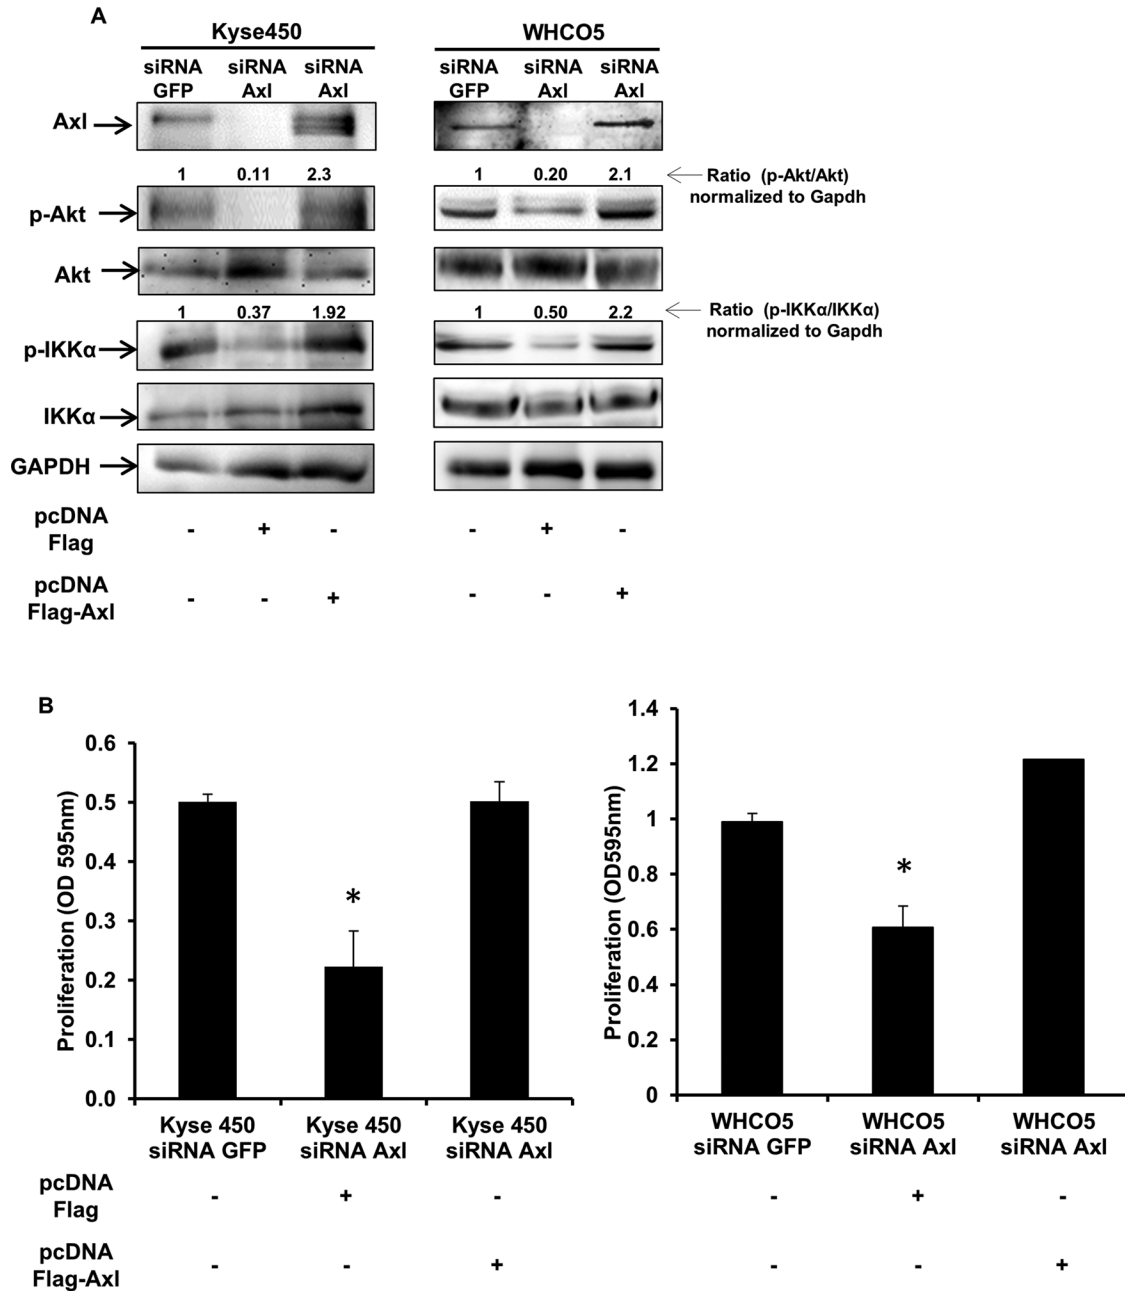 A
Kyse450
WHCO5
siRNA siRNA siRNA
GFP Axl Axl
siRNA siRNA siRNA
GFP Axl Axl
Axl
1 0.11 2.3
1 0.20 2.1
Ratio (p-Akt/Akt)
normalized to Gapdh
p-Akt
Akt
1 0.37 1.92
1 0.50 2.2
Ratio (p-IKKα/IKKα)
normalized to Gapdh
p-IKKα
IKKα
GAPDH
pcDNA
Flag
- + -
- + -
pcDNA
Flag-Axl
- - +
- - +
B
Proliferation (OD 595nm)
0.6
0.5
0.4
0.3
0.2
0.1
0.0
*
Kyse 450 Kyse 450 Kyse 450
siRNA GFP siRNA Axl siRNA Axl
Proliferation (OD595nm)
1.4
1.2
1
0.8
0.6
0.4
0.2
0
*
WHCO5 WHCO5 WHCO5
siRNA GFP siRNA Axl siRNA Axl
pcDNA
Flag
- + -
- + -
pcDNA
Flag-Axl
- - +
- - +